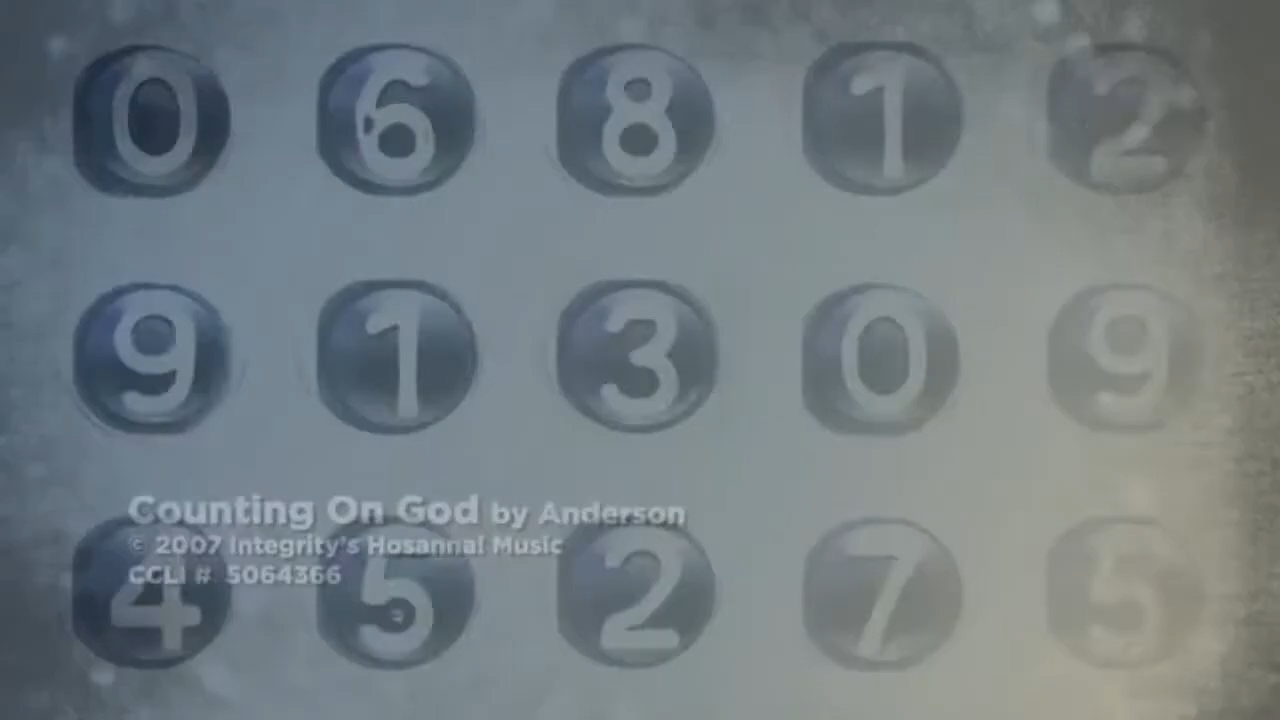 0 6 8 1 2
9 1 3 0 9
Counting On God by Anderson
© 2007 Integrity's Hosanna! Music
CCLI # 5064366
4 5 2 7 5